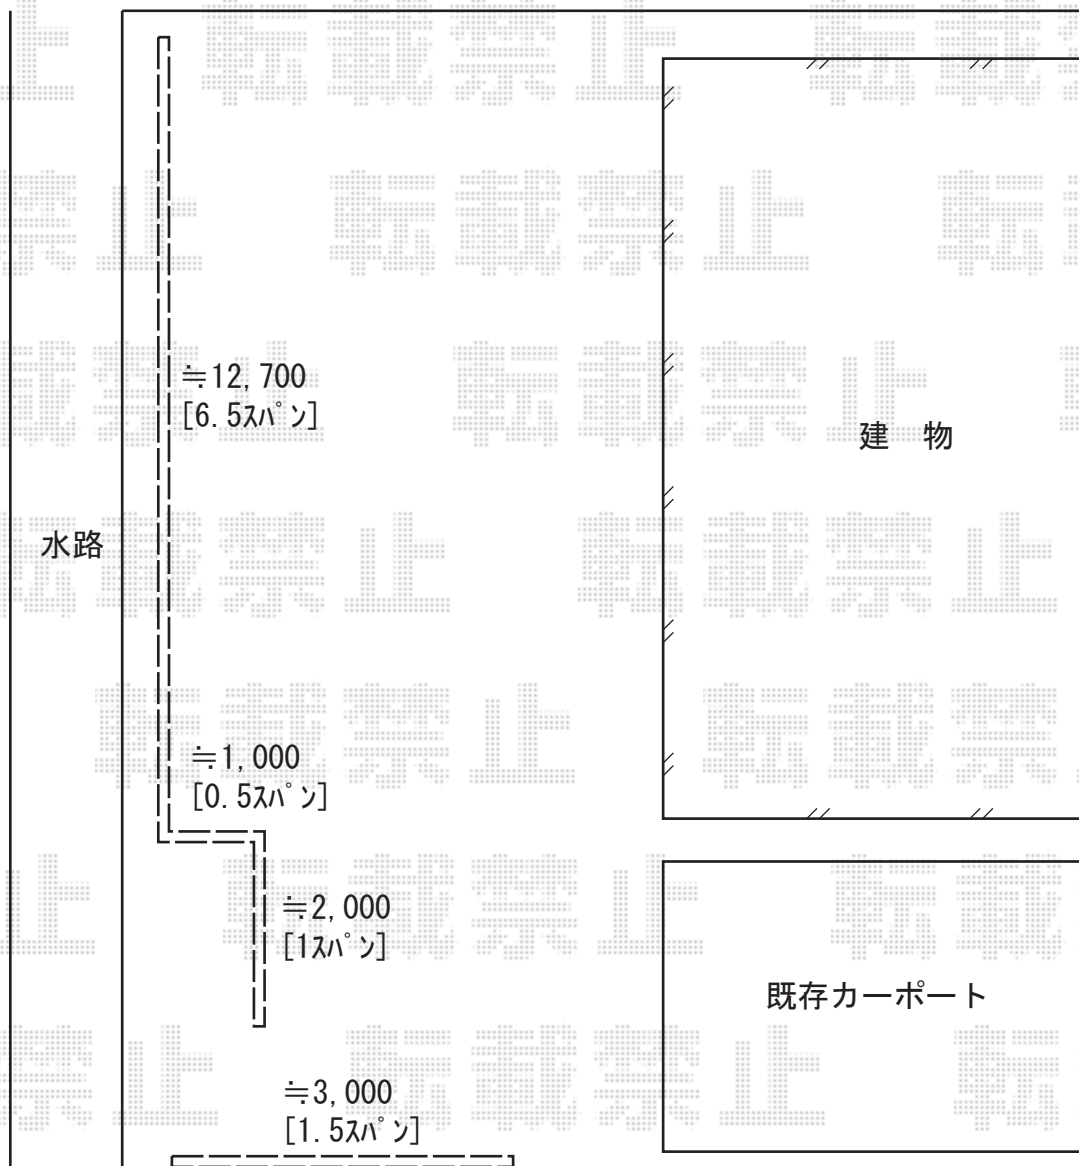 転載禁止
≒12,700
[6.5ｽﾊﾟﾝ]
建　物
水路
≒1,000
[0.5ｽﾊﾟﾝ]
≒2,000
[1ｽﾊﾟﾝ]
既存カーポート
≒3,000
[1.5ｽﾊﾟﾝ]